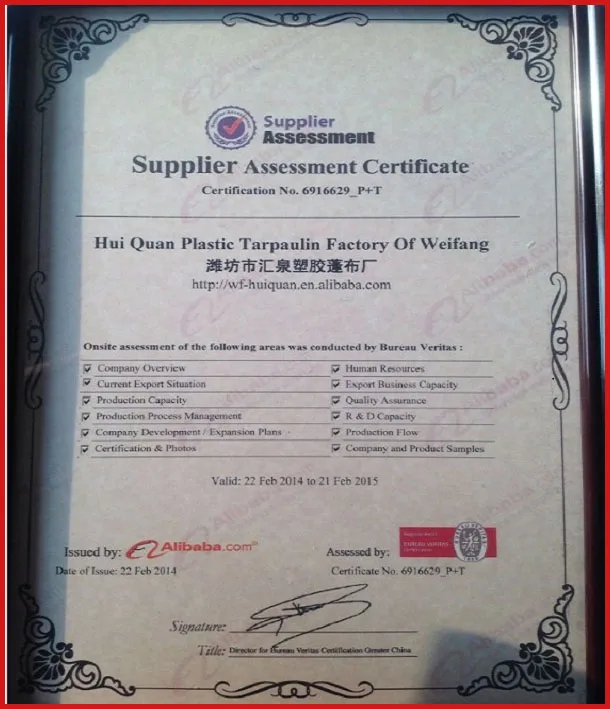 Supplier
Assessment
Supplier Assessment Certificate
Certification No. 6916629_P+T
Hui Quan Plastic Tarpaulin Factory Of Weifang
潍坊市汇泉塑胶蓬布厂
http://wf-huiquan.en.alibaba.com
Onsite assessment of the following areas was conducted by Bureau Veritas :
Company Overview
Human Resources
Current Export Situation
Export Business Capacity
Production Capacity
Quality Assurance
Production Process Management
R & D Capacity
Company Development / Expansion Plans
Production Flow
Certification & Photos
Company and Product Samples
Valid: 22 Feb 2014 to 21 Feb 2015
Issued by: Alibaba.com®
Assessed by: BUREAU VERITAS
Date of Issue: 22 Feb 2014
Certificate No. 6916629_P+T
Signature:
Title: Director for Bureau Veritas Certification Greater China